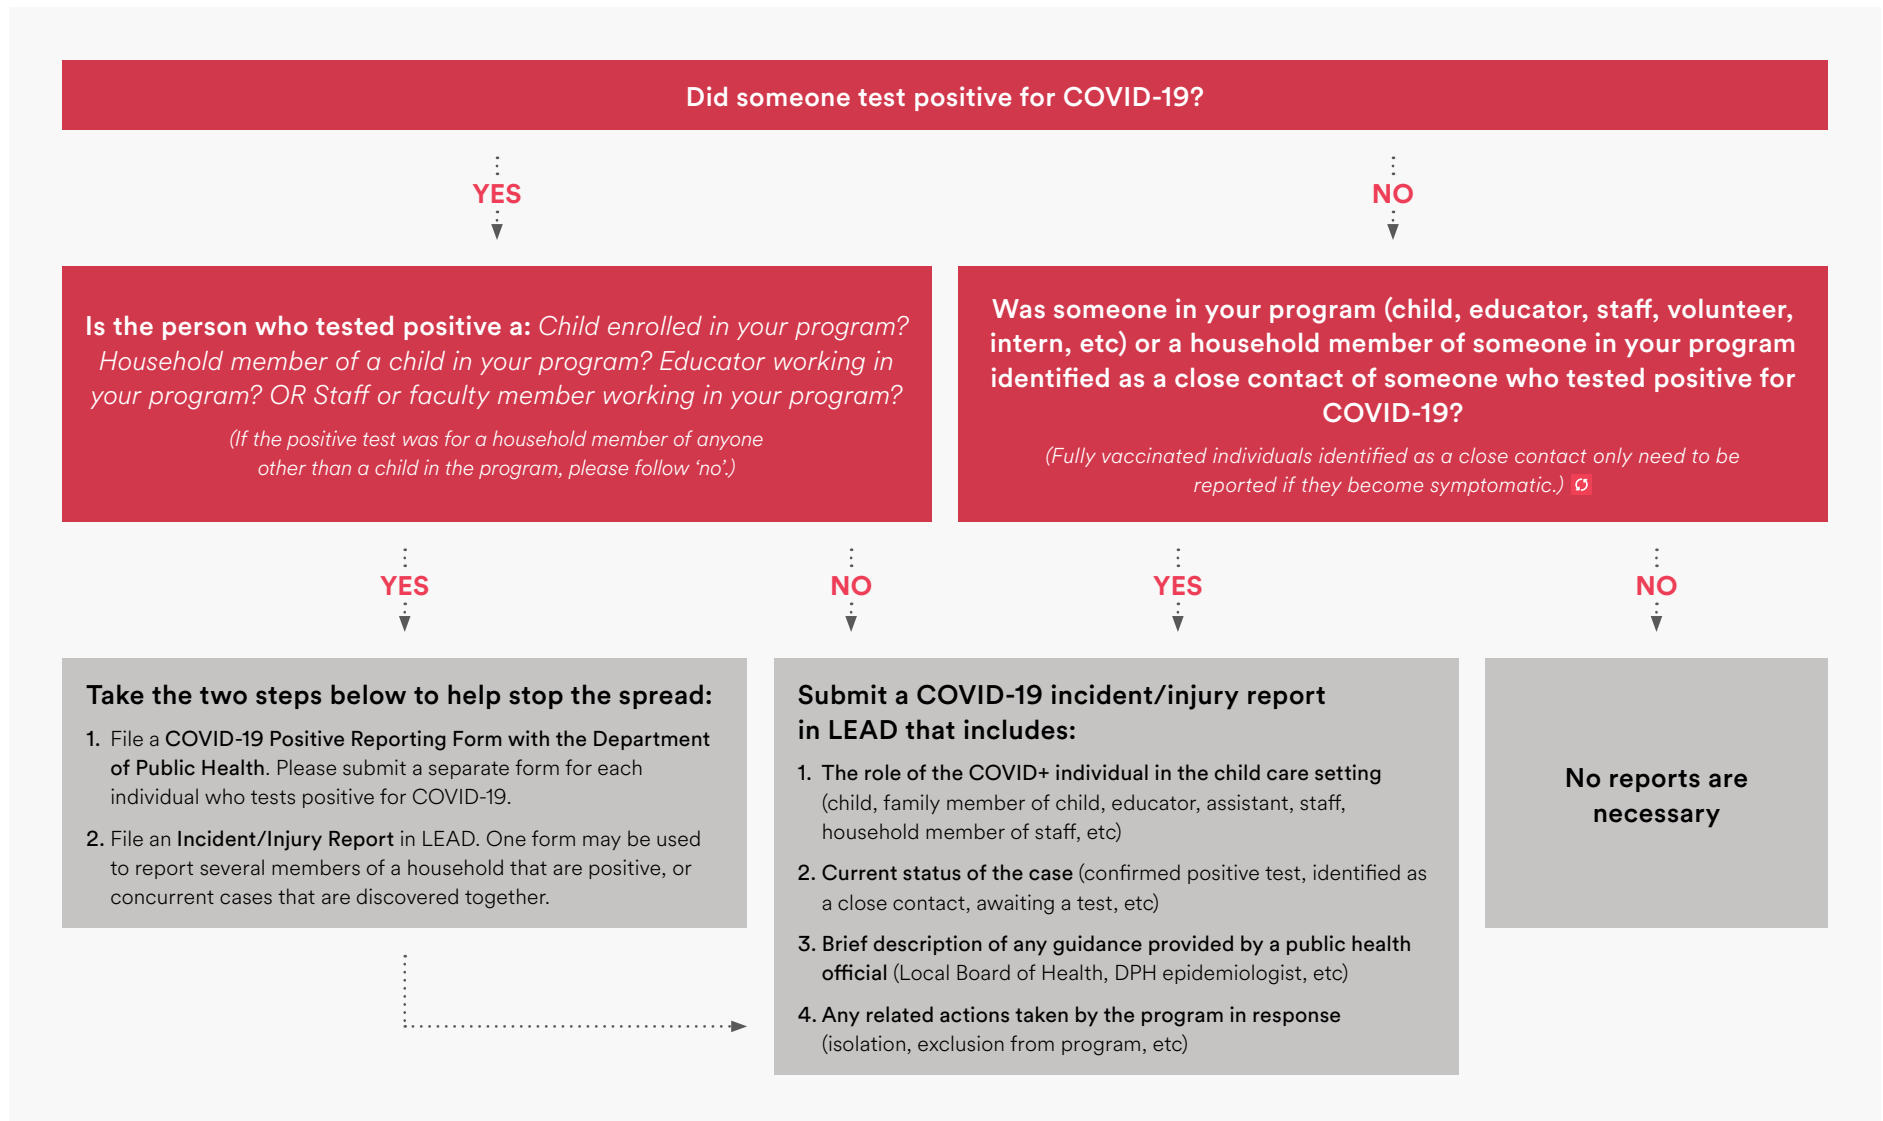 Did someone test positive for COVID-19?
YES
NO
Is the person who tested positive a: Child enrolled in your program?
Household member of a child in your program? Educator working in
your program? OR Staff or faculty member working in your program?
(If the positive test was for a household member of anyone
other than a child in the program, please follow ‘no’.)
Was someone in your program (child, educator, staff, volunteer,
intern, etc) or a household member of someone in your program
identified as a close contact of someone who tested positive for
COVID-19?
(Fully vaccinated individuals identified as a close contact only need to be
reported if they become symptomatic.)
YES
NO
YES
NO
Take the two steps below to help stop the spread:
1. File a COVID-19 Positive Reporting Form with the Department
of Public Health. Please submit a separate form for each
individual who tests positive for COVID-19.
2. File an Incident/Injury Report in LEAD. One form may be used
to report several members of a household that are positive, or
concurrent cases that are discovered together.
Submit a COVID-19 incident/injury report
in LEAD that includes:
1. The role of the COVID+ individual in the child care setting
(child, family member of child, educator, assistant, staff,
household member of staff, etc)
2. Current status of the case (confirmed positive test, identified as
a close contact, awaiting a test, etc)
3. Brief description of any guidance provided by a public health
official (Local Board of Health, DPH epidemiologist, etc)
4. Any related actions taken by the program in response
(isolation, exclusion from program, etc)
No reports are
necessary